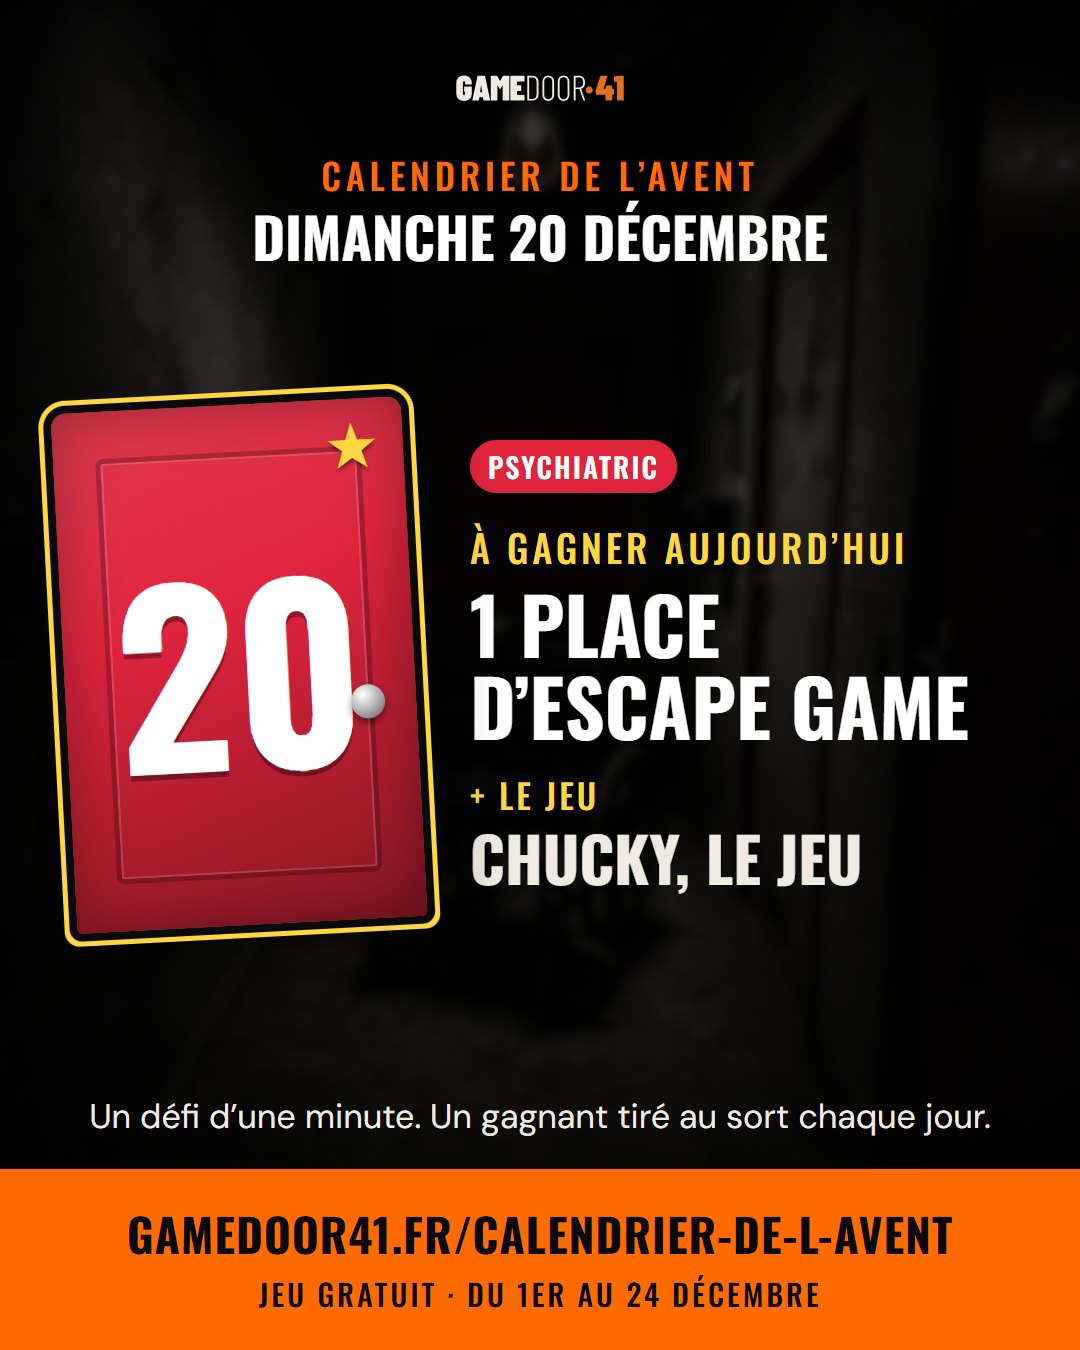 GAMEDOOR•41
CALENDRIER DE L’AVENT
DIMANCHE 20 DÉCEMBRE
20
PSYCHIATRIC
À GAGNER AUJOURD’HUI
1 PLACE
D’ESCAPE GAME
+ LE JEU
CHUCKY, LE JEU
Un défi d’une minute. Un gagnant tiré au sort chaque jour.
GAMEDOOR41.FR/CALENDRIER-DE-L-AVENT
JEU GRATUIT · DU 1ER AU 24 DÉCEMBRE